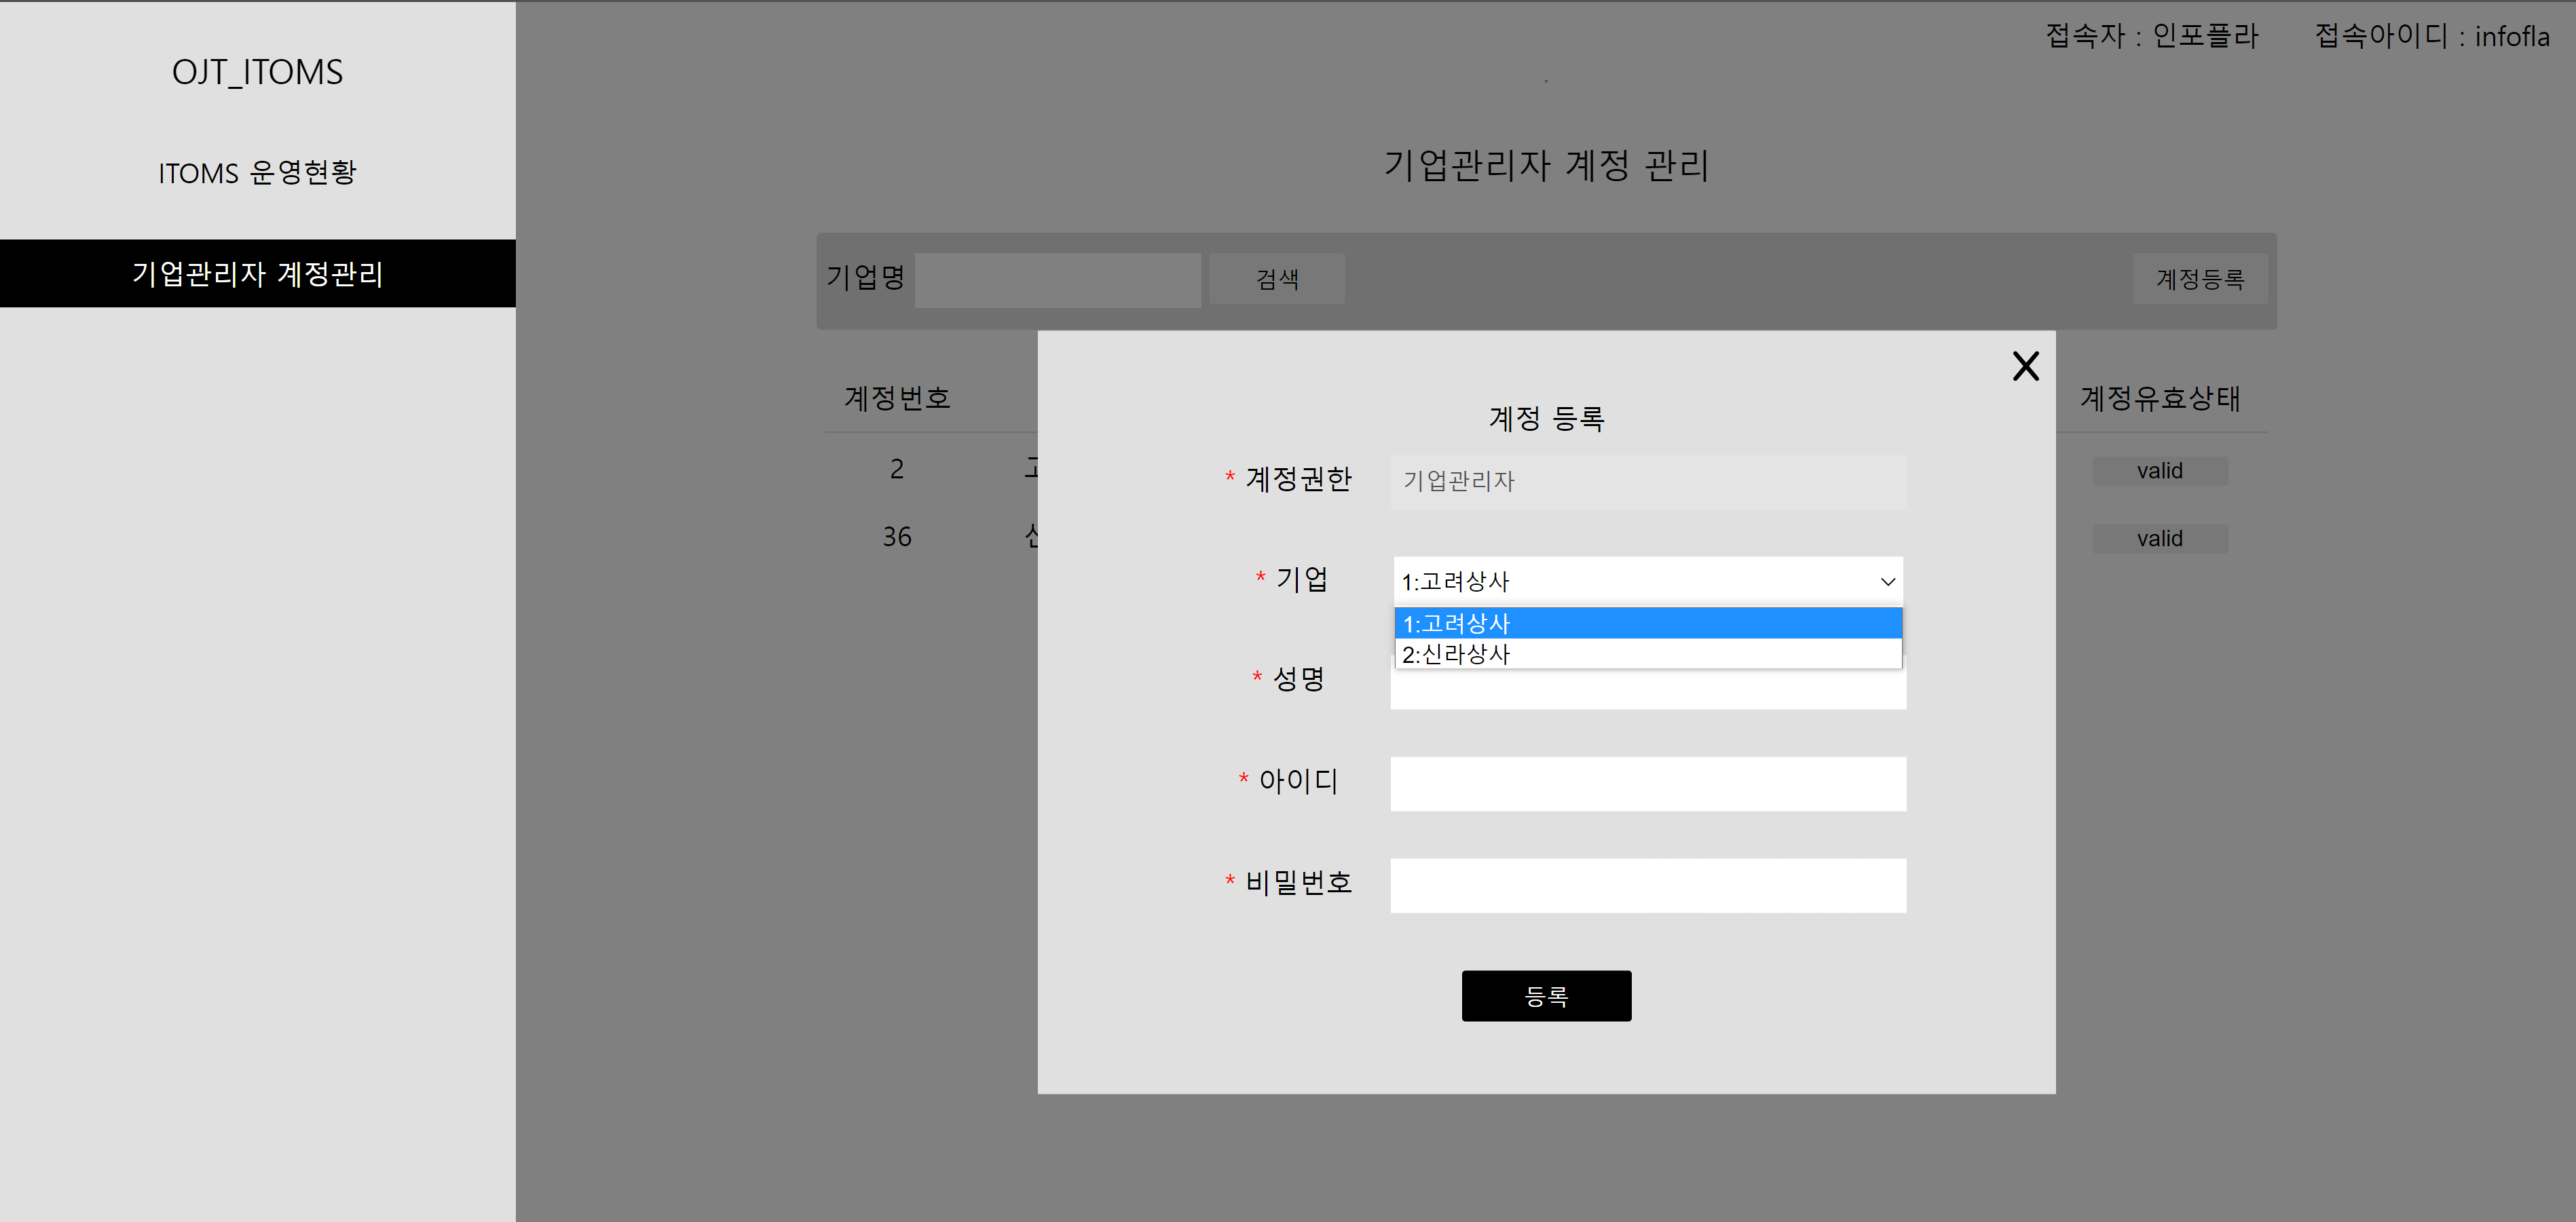 OJT_ITOMS
ITOMS 운영현황
기업관리자 계정관리
접속자 : 인포플라 접속아이디 : infofla
기업관리자 계정 관리
기업명 검색 계정등록
계정번호 계정유효상태
2 valid
36 valid
계정 등록
* 계정권한 기업관리자
* 기업 1:고려상사
1:고려상사
2:신라상사
* 성명
* 아이디
* 비밀번호
등록